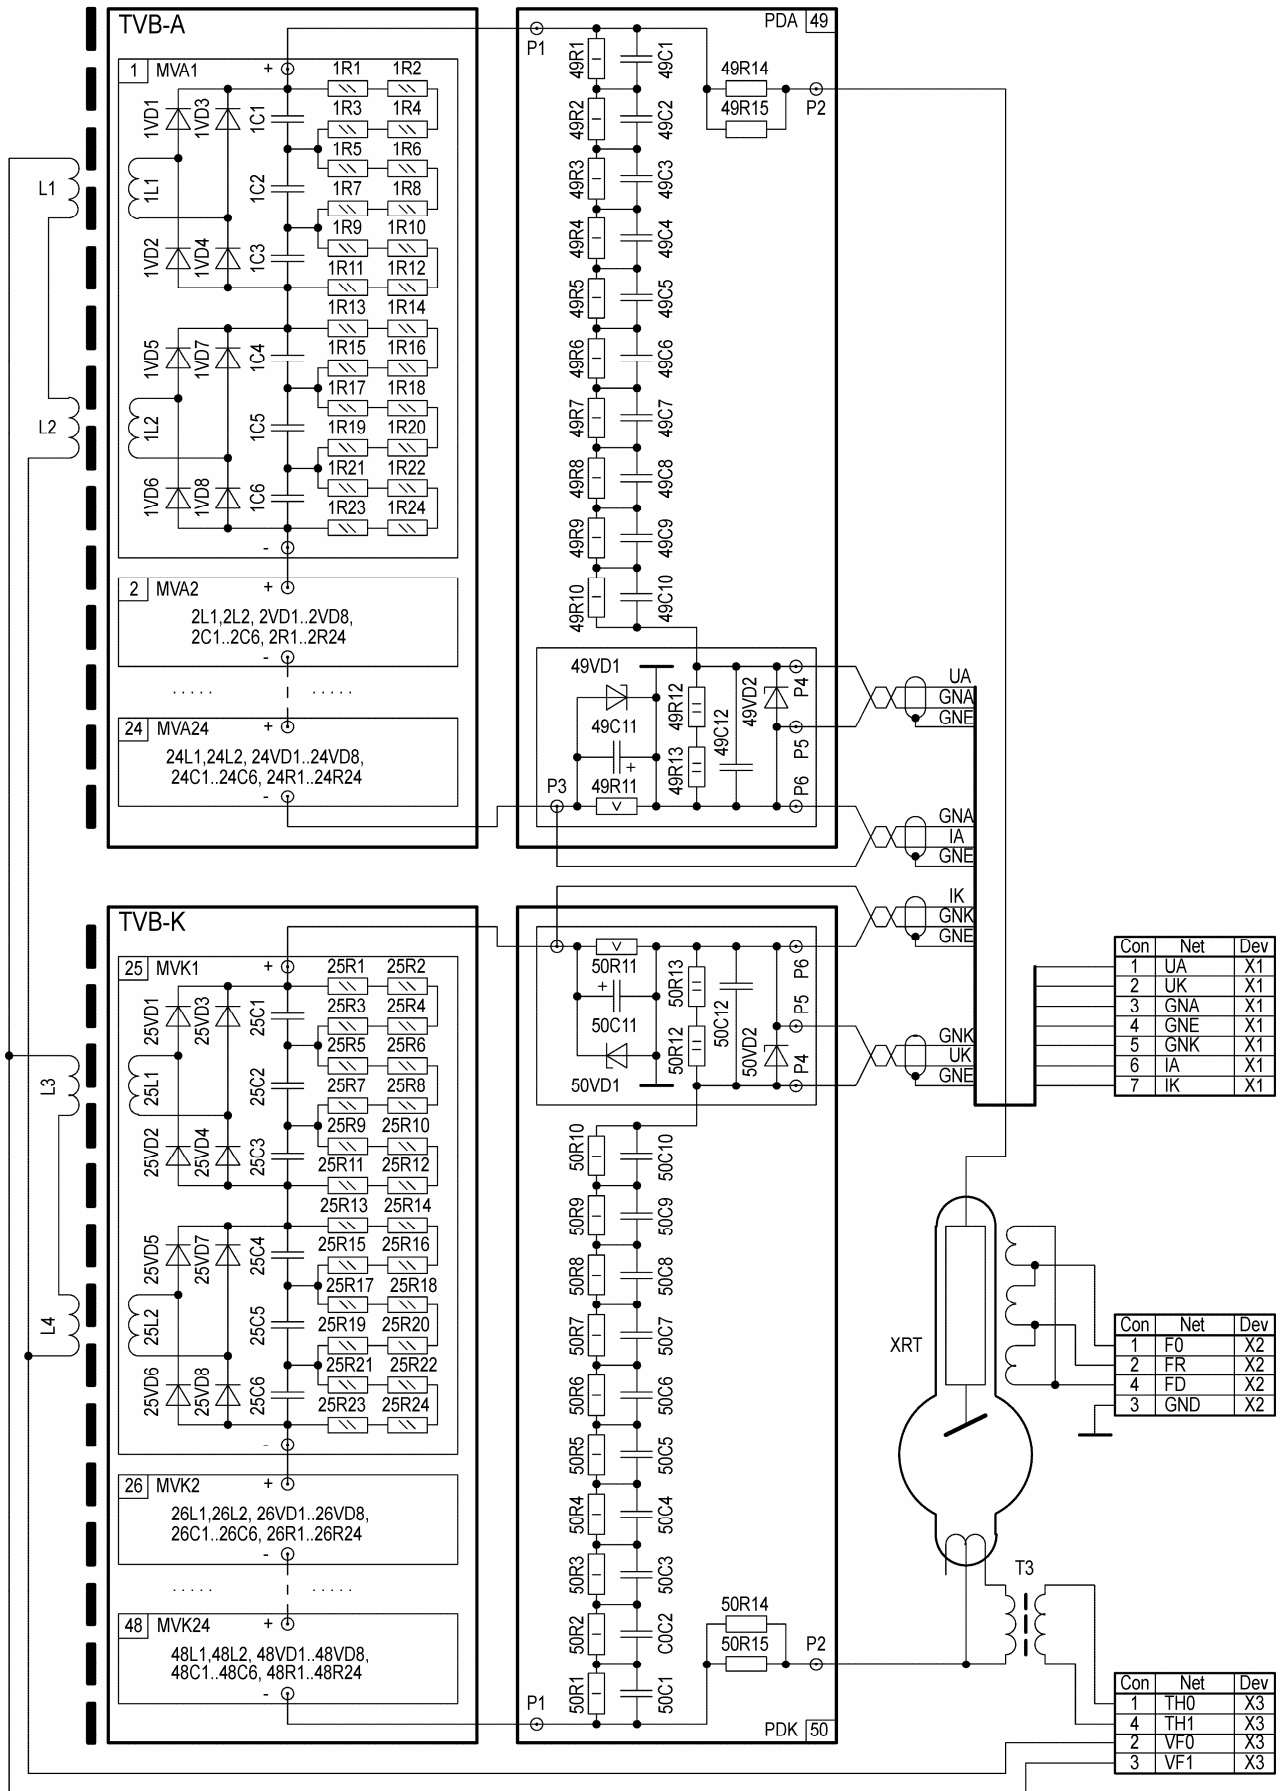 TVB-A
1 MVA1 +
1VD1 1VD3 1C1
1R1 1R2
1R3 1R4
1R5 1R6
1L1 1C2
1R7 1R8
1R9 1R10
1VD2 1VD4 1C3
1R11 1R12
1R13 1R14
1VD5 1VD7 1C4
1R15 1R16
1R17 1R18
1L2 1C5
1R19 1R20
1R21 1R22
1VD6 1VD8 1C6
1R23 1R24
-
2 MVA2 +
2L1,2L2, 2VD1..2VD8,
2C1..2C6, 2R1..2R24
-
..... .....
24 MVA24 +
24L1,24L2, 24VD1..24VD8,
24C1..24C6, 24R1..24R24
-
L1
L2
PDA 49
P1
49R1 49C1
49R14
49R15
P2
49R2 49C2
49R3 49C3
49R4 49C4
49R5 49C5
49R6 49C6
49R7 49C7
49R8 49C8
49R9 49C9
49R10 49C10
49VD1
49C11
+
49R11
49R12
49R13
49C12
49VD2
P4
P5
P6
P3
UA
GNA
GNE
GNA
IA
GNE
IK
GNK
GNE
GNK
UK
GNE
TVB-K
25 MVK1 +
25VD1 25VD3 25C1
25R1 25R2
25R3 25R4
25R5 25R6
25L1 25C2
25R7 25R8
25R9 25R10
25VD2 25VD4 25C3
25R11 25R12
25R13 25R14
25VD5 25VD7 25C4
25R15 25R16
25R17 25R18
25L2 25C5
25R19 25R20
25R21 25R22
25VD6 25VD8 25C6
25R23 25R24
-
26 MVK2 +
26L1,26L2, 26VD1..26VD8,
26C1..26C6, 26R1..26R24
-
..... .....
48 MVK24 +
48L1,48L2, 48VD1..48VD8,
48C1..48C6, 48R1..48R24
-
L3
L4
50R11
+
50C11
50VD1
50R13
50R12
50C12
50VD2
P6
P5
P4
50R10 50C10
50R9 50C9
50R8 50C8
50R7 50C7
50R6 50C6
50R5 50C5
50R4 50C4
50R3 50C3
50R2 C0C2
50R1 50C1
50R14
50R15
P2
P1
PDK 50
Con Net Dev
1 UA X1
2 UK X1
3 GNA X1
4 GNE X1
5 GNK X1
6 IA X1
7 IK X1
XRT
Con Net Dev
1 F0 X2
2 FR X2
4 FD X2
3 GND X2
T3
Con Net Dev
1 TH0 X3
4 TH1 X3
2 VF0 X3
3 VF1 X3